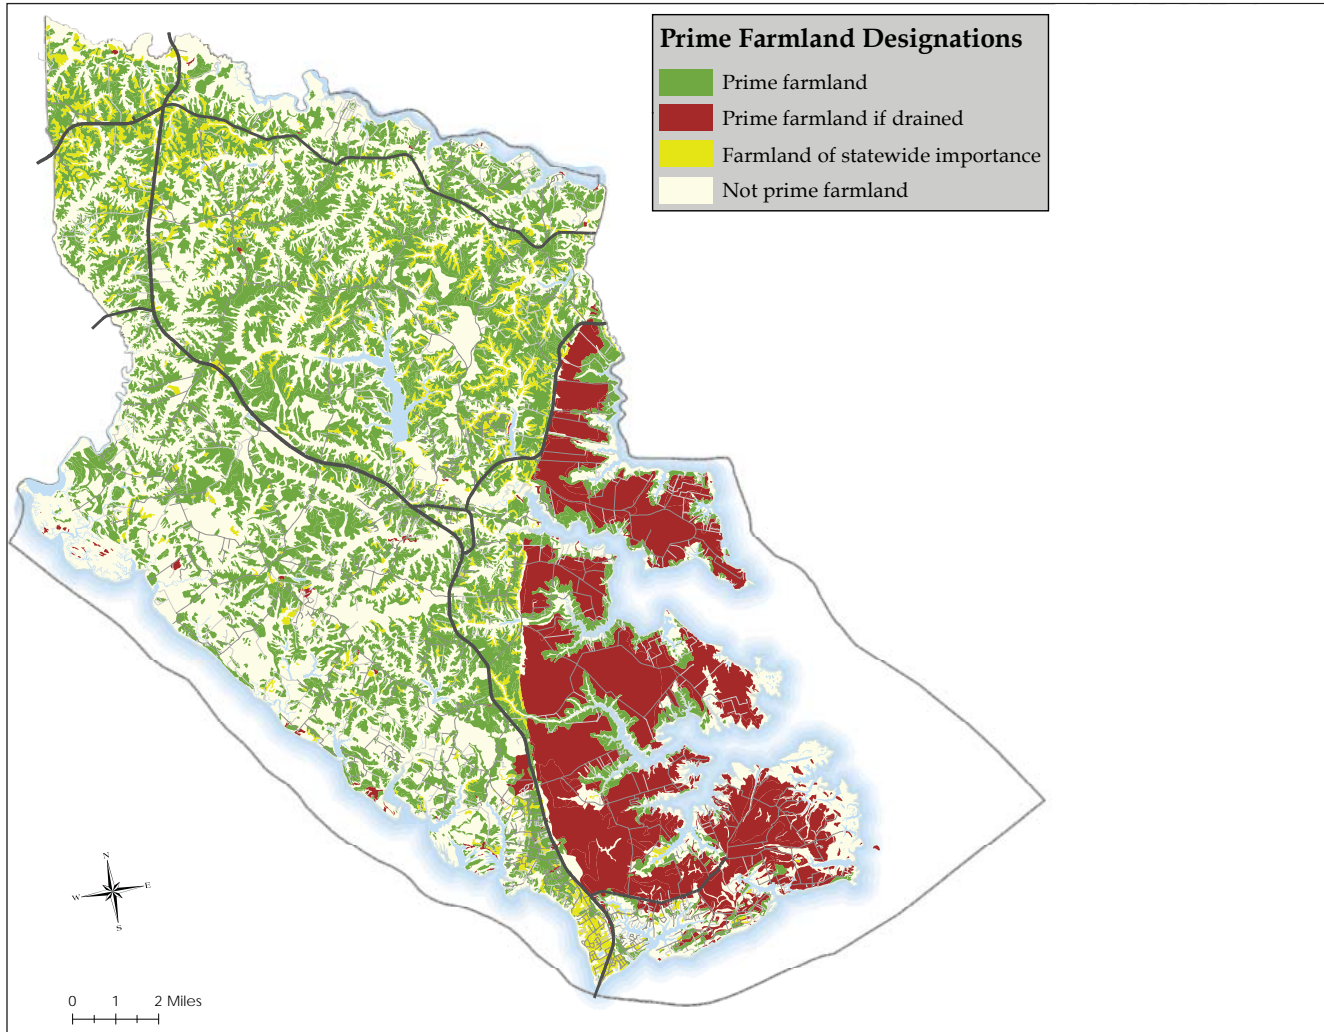 Prime Farmland Designations
Prime farmland
Prime farmland if drained
Farmland of statewide importance
Not prime farmland
N
W E
S
0 1 2 Miles